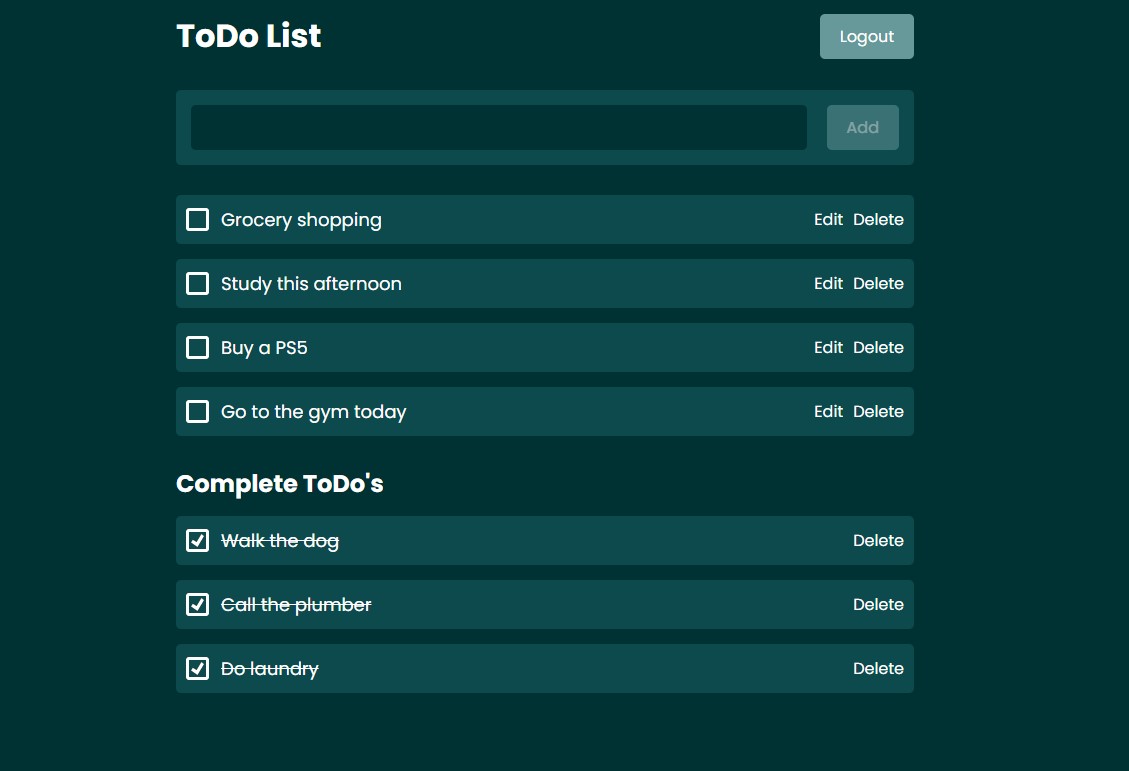 ToDo List Logout
Add
Grocery shopping Edit Delete
Study this afternoon Edit Delete
Buy a PS5 Edit Delete
Go to the gym today Edit Delete
Complete ToDo's
Walk the dog Delete
Call the plumber Delete
Do laundry Delete